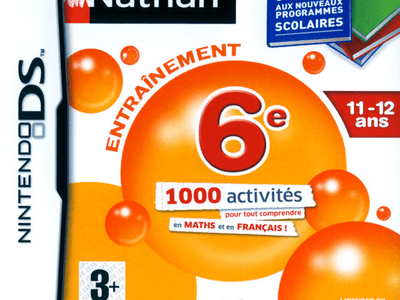 Nathan
AUX NOUVEAUX
PROGRAMMES
SCOLAIRES
NINTENDO DS
ENTRAÎNEMENT
6e
11-12
ans
1000 activités
pour tout comprendre
en MATHS et en FRANÇAIS !
3+